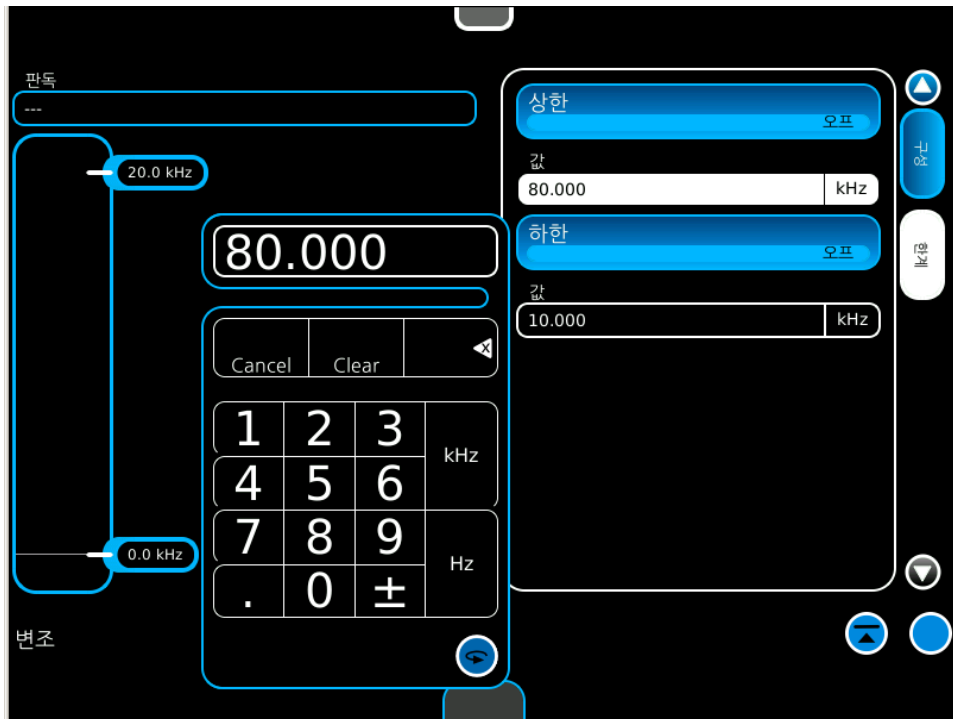 판독
---
20.0 kHz
0.0 kHz
변조
80.000
Cancel
Clear
X
1
2
3
kHz
4
5
6
7
8
9
Hz
.
0
±
상한
오프
값
80.000
kHz
하한
오프
값
10.000
kHz
구성
한계